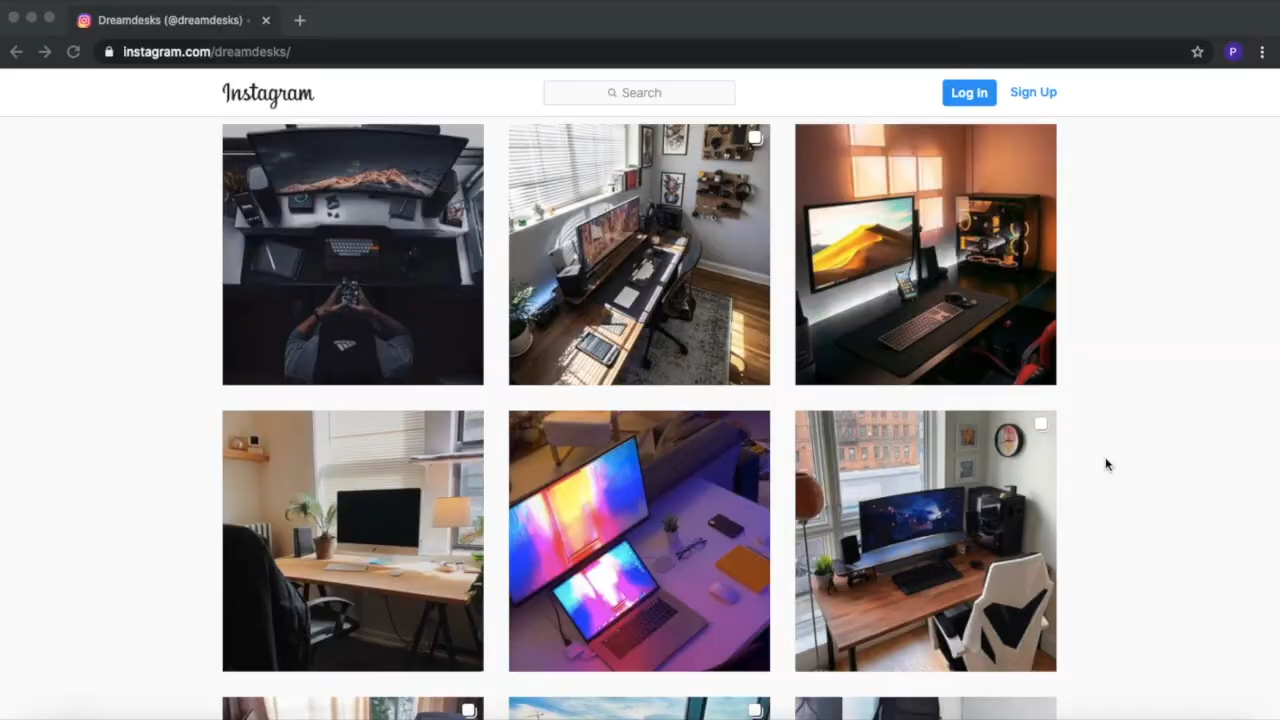 Dreamdesks (@dreamdesks)
instagram.com/dreamdesks/
P
Instagram
Search
Log In
Sign Up